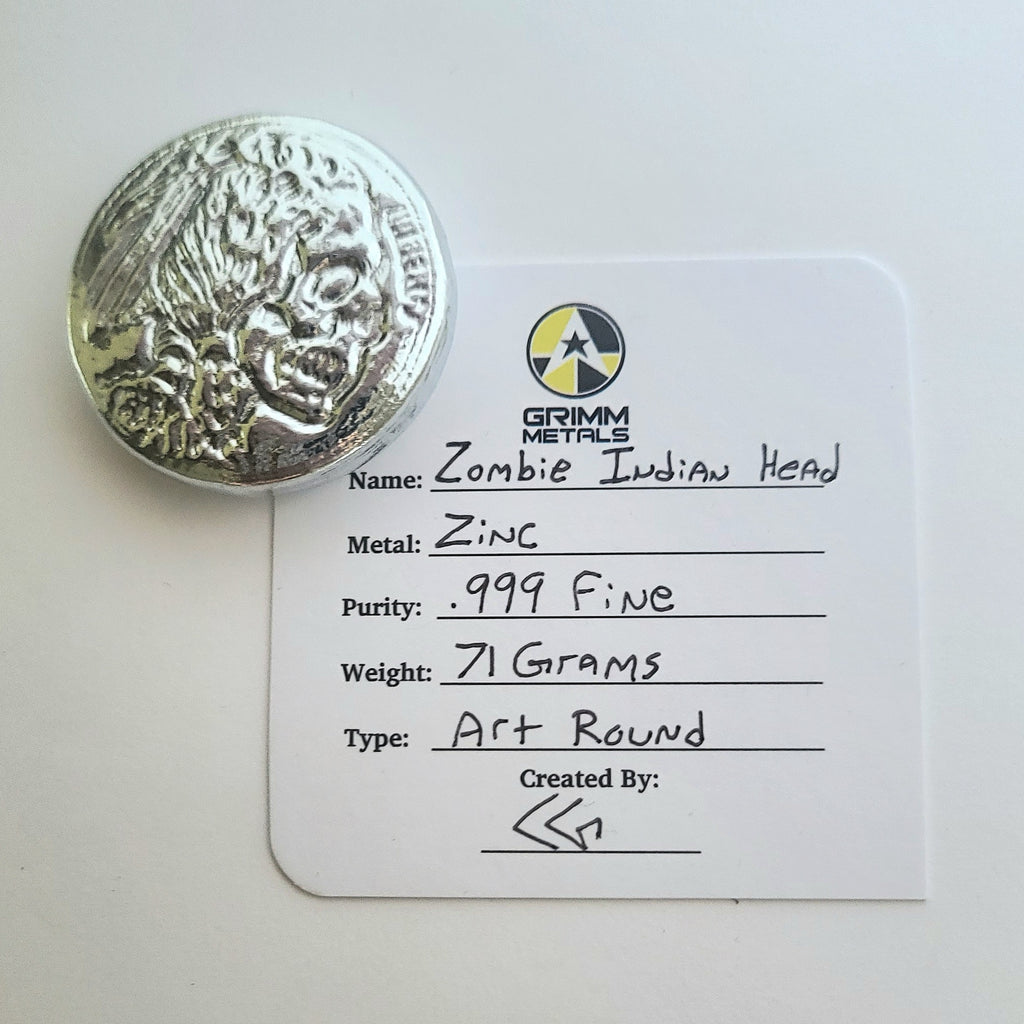 LIBERTY
GRIMM
METALS
Name: Zombie Indian Head
Metal: Zinc
Purity: .999 Fine
Weight: 71 Grams
Type: Art Round
Created By: